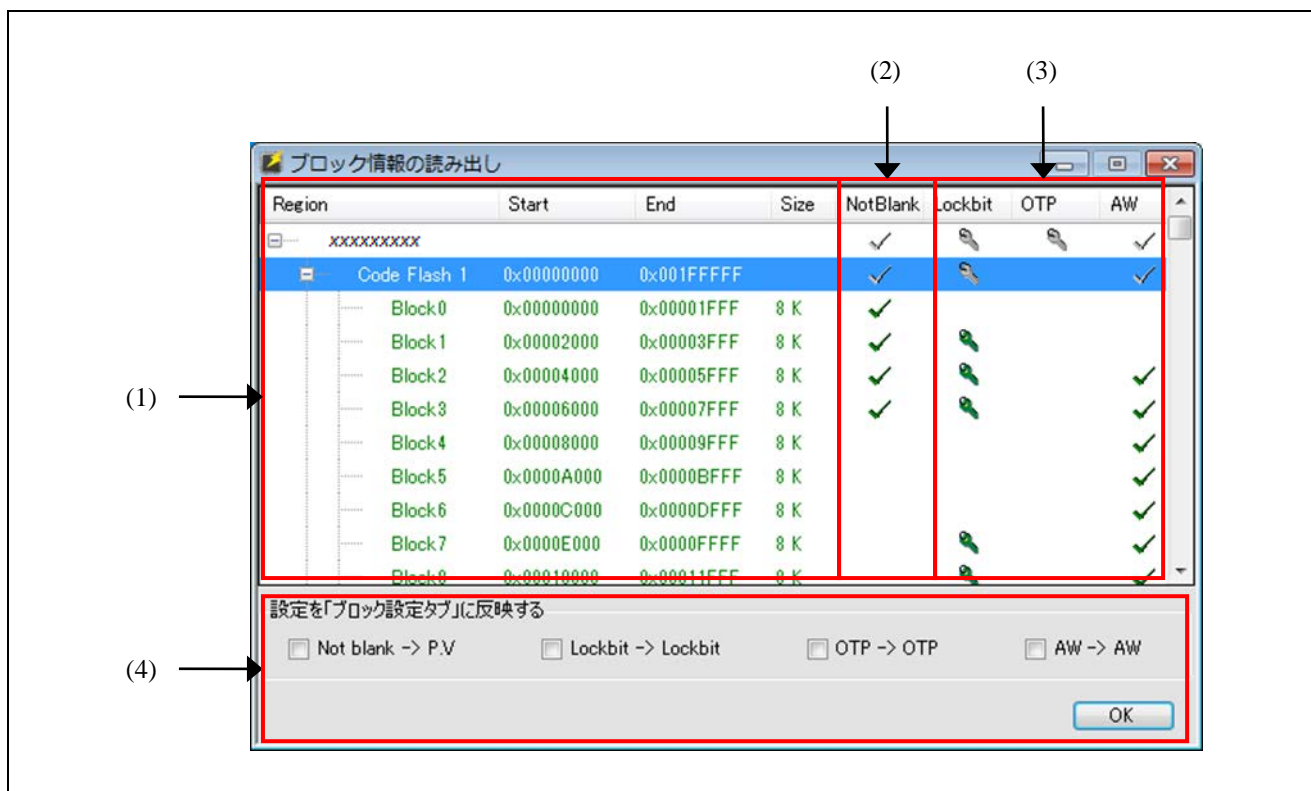 (2) (3)
ブロック情報の読み出し
Region Start End Size NotBlank Lockbit OTP AW
xxxxxxxxx
Code Flash 1 0x00000000 0x001FFFFF
Block0 0x00000000 0x00001FFF 8 K
Block1 0x00002000 0x00003FFF 8 K
Block2 0x00004000 0x00005FFF 8 K
(1)
Block3 0x00006000 0x00007FFF 8 K
Block4 0x00008000 0x00009FFF 8 K
Block5 0x0000A000 0x0000BFFF 8 K
Block6 0x0000C000 0x0000DFFF 8 K
Block7 0x0000E000 0x0000FFFF 8 K
Block8 0x00010000 0x00011FFF 8 K
設定を「ブロック設定タブ」に反映する
Not blank -> P.V Lockbit -> Lockbit OTP -> OTP AW -> AW
(4)
OK